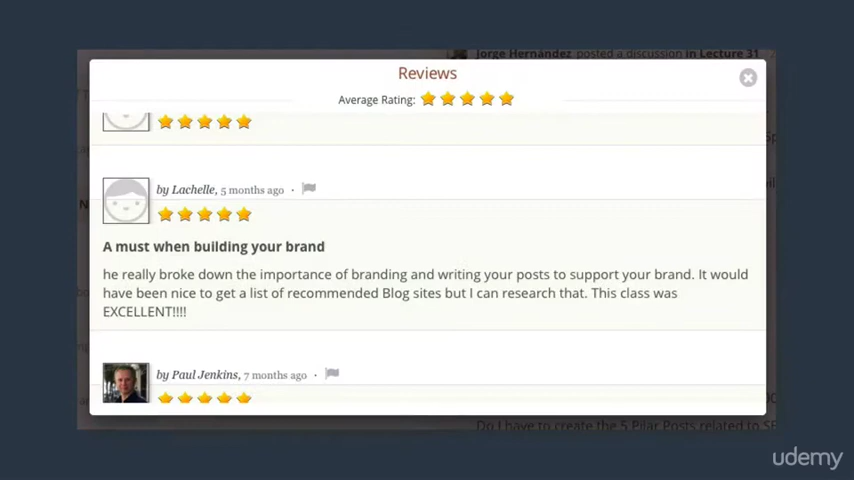 Jorge Hernández posted a discussion in Lecture 31
Reviews
Average Rating:
by Lachelle, 5 months ago ·
A must when building your brand
he really broke down the importance of branding and writing your posts to support your brand. It would
have been nice to get a list of recommended Blog sites but I can research that. This class was
EXCELLENT!!!!
by Paul Jenkins, 7 months ago ·
Do I have to create the 5 Pilar Posts related to SE
udemy